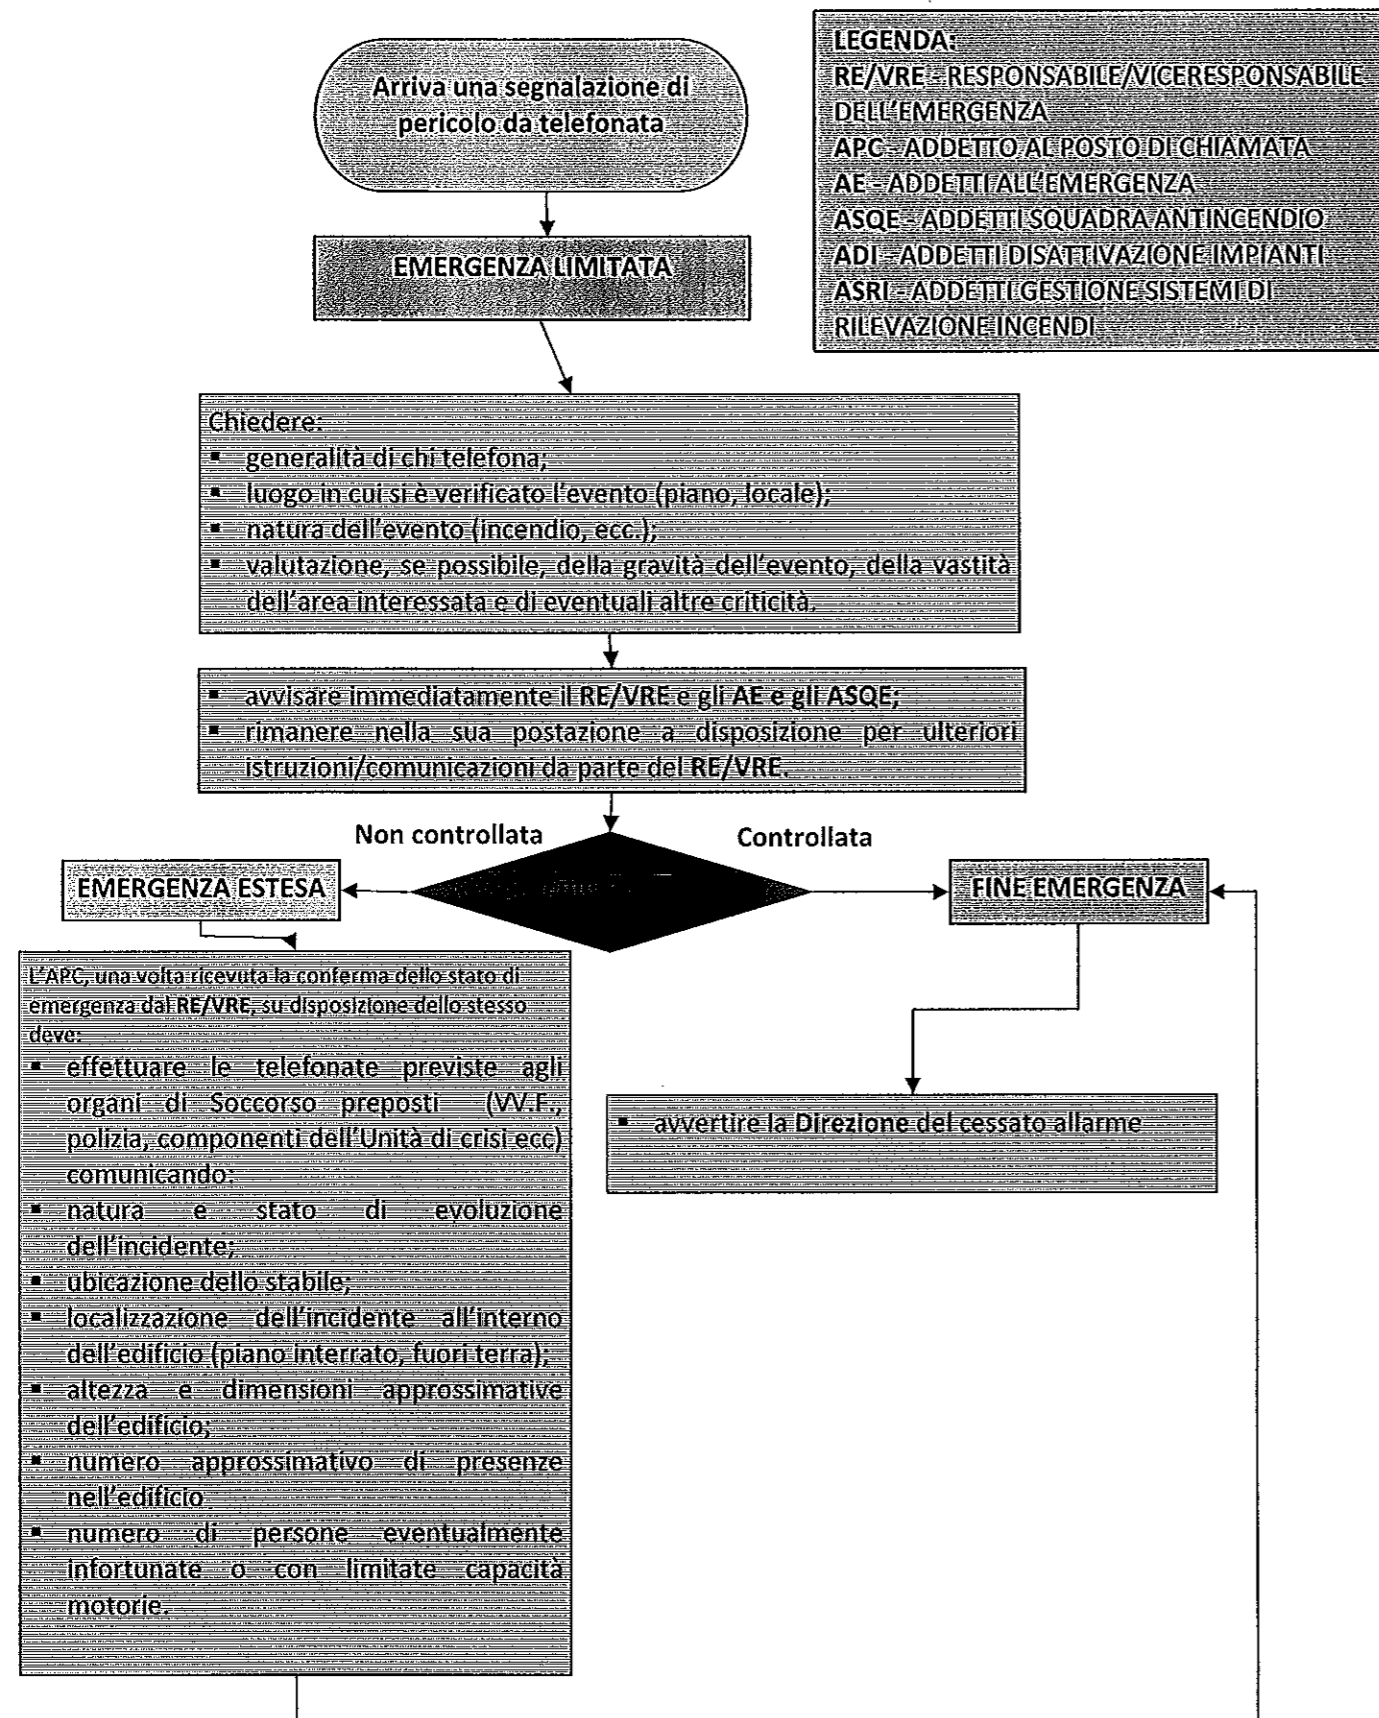 Arriva una segnalazione di
pericolo da telefonata
LEGENDA:
RE/VRE - RESPONSABILE/VICERESPONSABILE
DELL'EMERGENZA
APC - ADDETTO AL POSTO DI CHIAMATA
AE - ADDETTI ALL'EMERGENZA
ASQE - ADDETTI SQUADRA ANTINCENDIO
ADI - ADDETTI DISATTIVAZIONE IMPIANTI
ASRI - ADDETTI GESTIONE SISTEMI DI
RILEVAZIONE INCENDI
EMERGENZA LIMITATA
Chiedere:
▪ generalità di chi telefona;
▪ luogo in cui si è verificato l'evento (piano, locale);
▪ natura dell'evento (incendio, ecc.);
▪ valutazione, se possibile, della gravità dell'evento, della vastità
dell'area interessata e di eventuali altre criticità.
▪ avvisare immediatamente il RE/VRE e gli AE e gli ASQE;
▪ rimanere nella sua postazione a disposizione per ulteriori
istruzioni/comunicazioni da parte del RE/VRE.
Non controllata
Controllata
EMERGENZA ESTESA
FINE EMERGENZA
L'APC, una volta ricevuta la conferma dello stato di
emergenza dal RE/VRE, su disposizione dello stesso
deve:
▪ effettuare le telefonate previste agli
organi di Soccorso preposti (VV.F.,
polizia, componenti dell'Unità di crisi ecc)
comunicando:
▪ natura e stato di evoluzione
dell'incidente;
▪ ubicazione dello stabile;
▪ localizzazione dell'incidente all'interno
dell'edificio (piano interrato, fuori terra);
▪ altezza e dimensioni approssimative
dell'edificio;
▪ numero approssimativo di presenze
nell'edificio
▪ numero di persone eventualmente
infortunate o con limitate capacità
motorie.
▪ avvertire la Direzione del cessato allarme